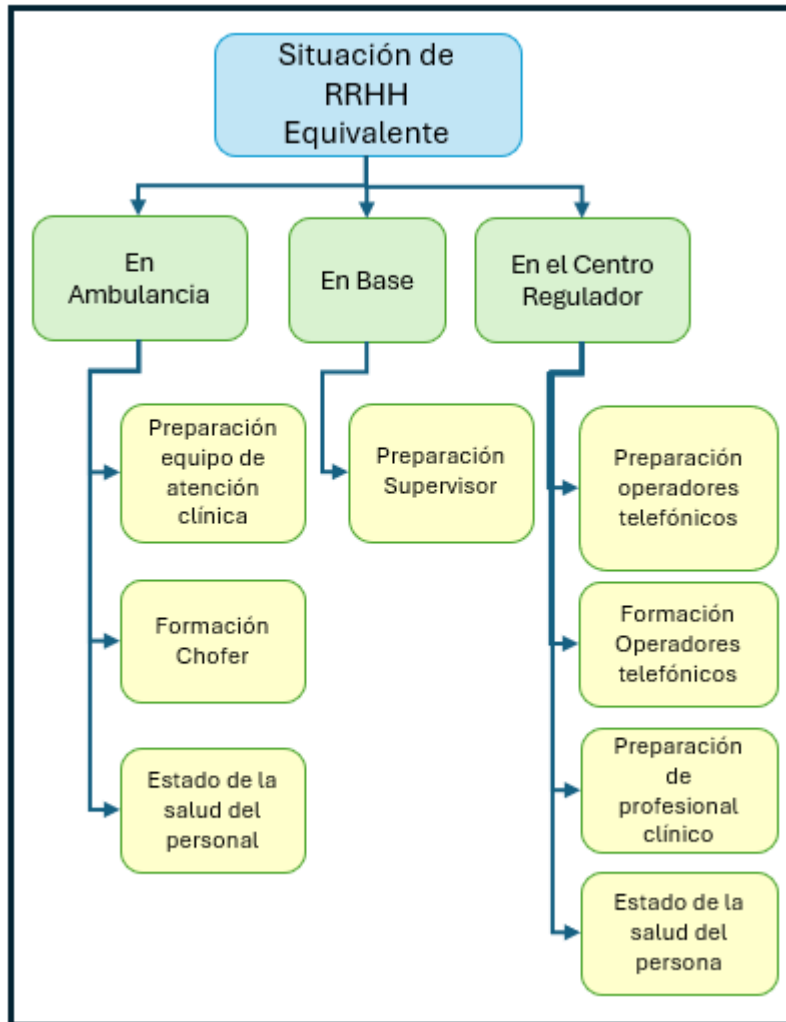 Situación de
RRHH
Equivalente
En
Ambulancia
En Base
En el Centro
Regulador
Preparación
equipo de
atención
clínica
Formación
Chofer
Estado de la
salud del
personal
Preparación
Supervisor
Preparación
operadores
telefónicos
Formación
Operadores
telefónicos
Preparación
de
profesional
clínico
Estado de la
salud del
persona